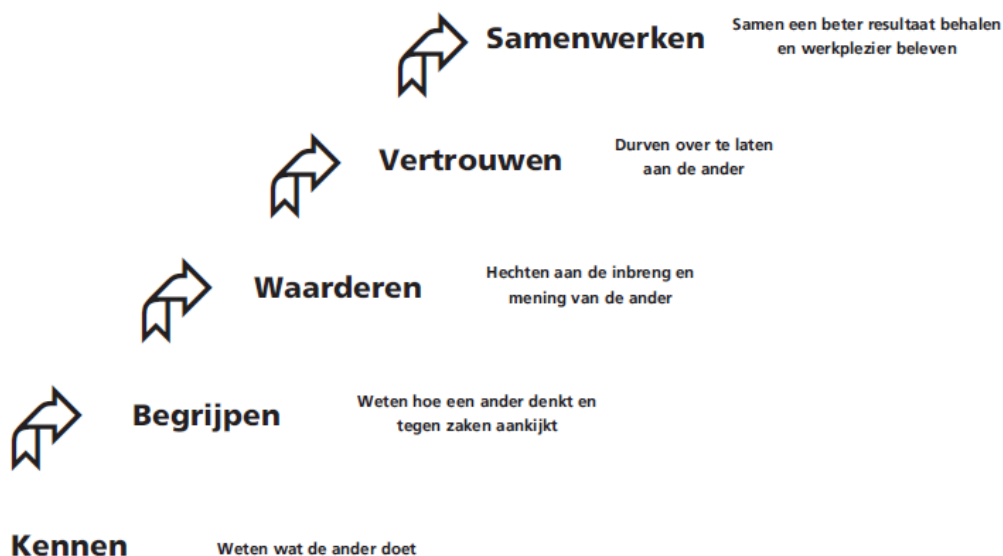 Samenwerken
Samen een beter resultaat behalen
en werkplezier beleven
Vertrouwen
Durven over te laten
aan de ander
Waarderen
Hechten aan de inbreng en
mening van de ander
Begrijpen
Weten hoe een ander denkt en
tegen zaken aankijkt
Kennen
Weten wat de ander doet